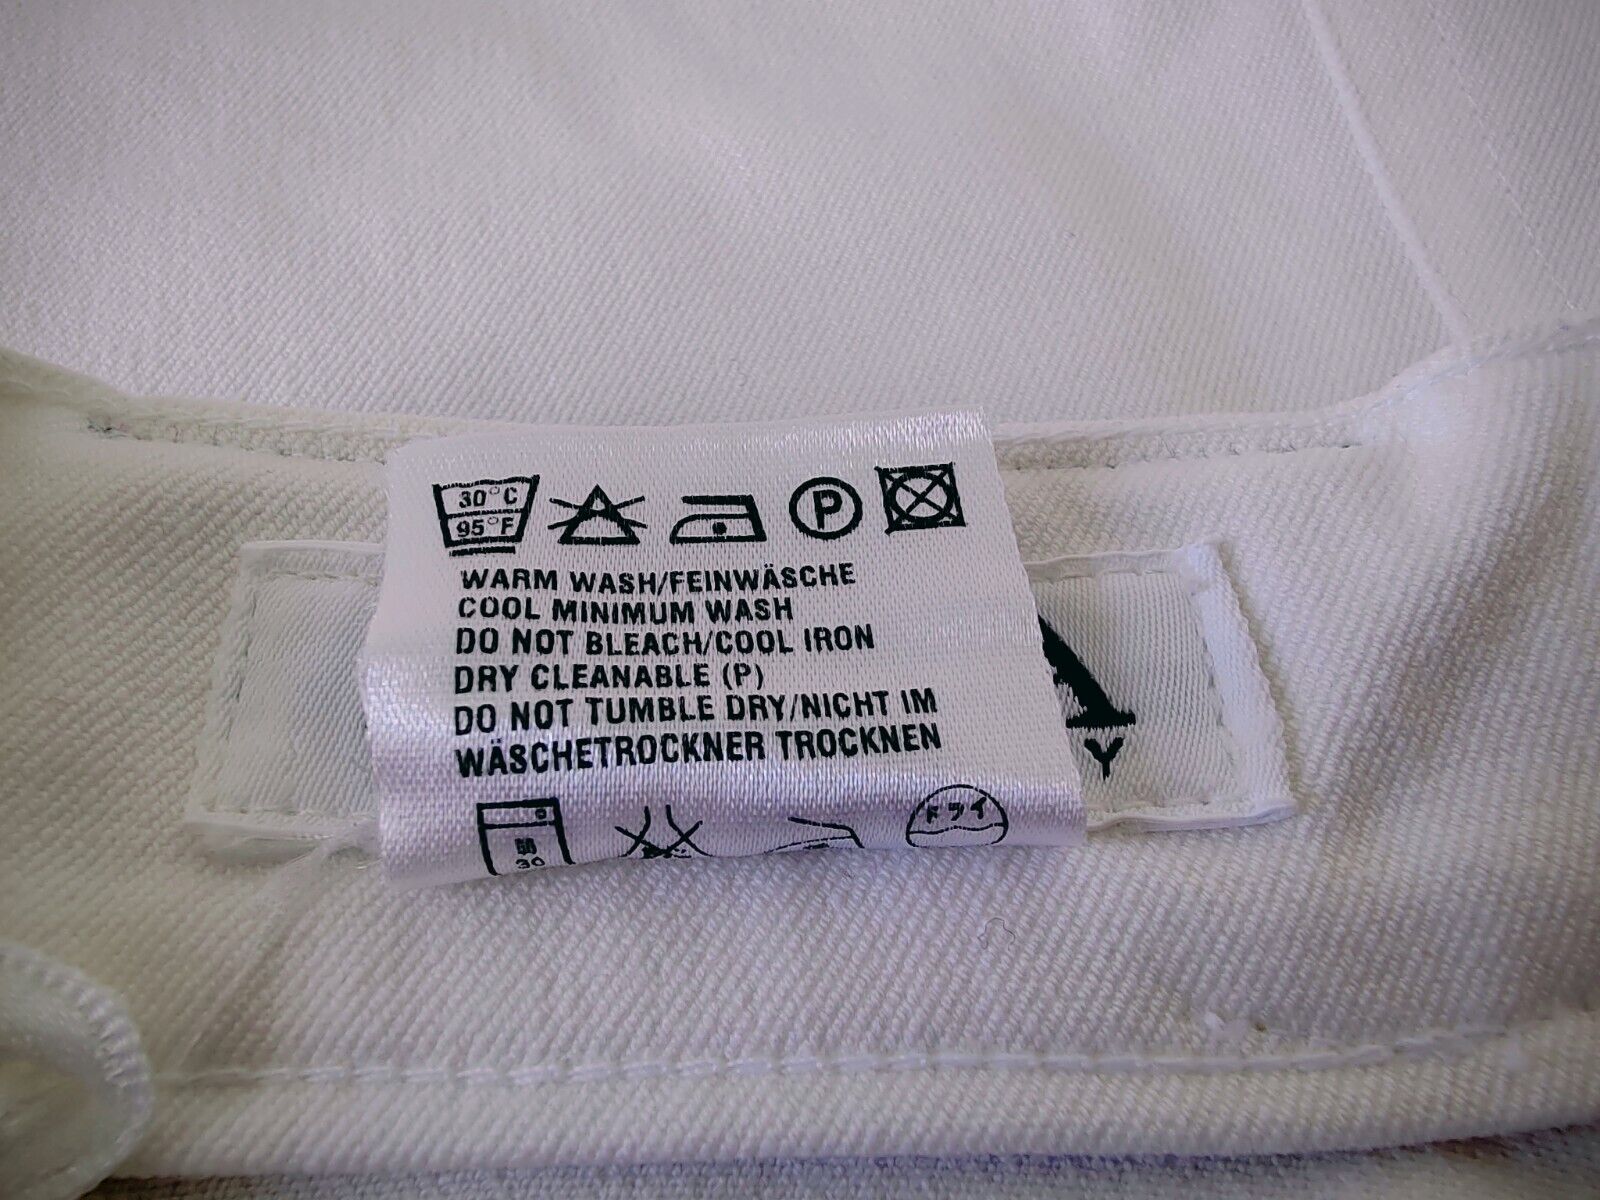 30°C
95°F
P
WARM WASH/FEINWÄSCHE
COOL MINIMUM WASH
DO NOT BLEACH/COOL IRON
DRY CLEANABLE (P)
DO NOT TUMBLE DRY/NICHT IM
WÄSCHETROCKNER TROCKNEN
30
ドライ
Y